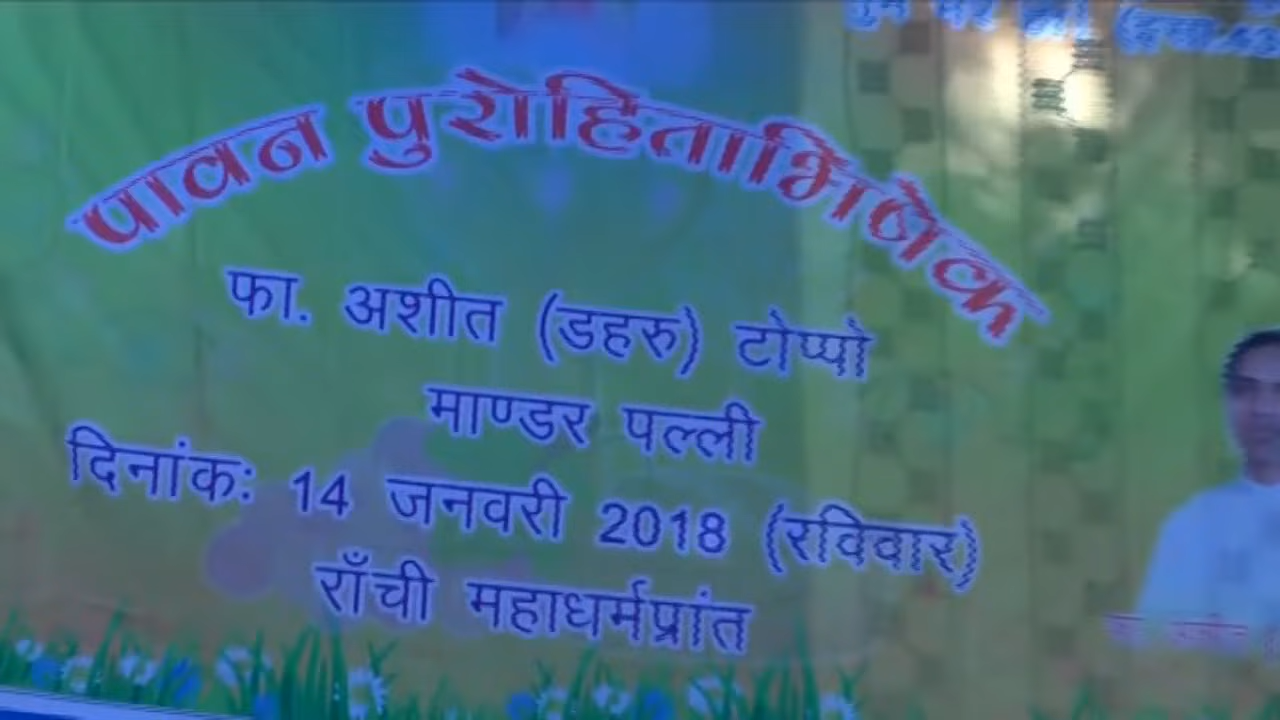 पावन पुरोहिताभिषेक
फा. अशीत (डहरु) टोप्पो
माण्डर पल्ली
दिनांक: 14 जनवरी 2018 (रविवार)
राँची महाधर्मप्रांत